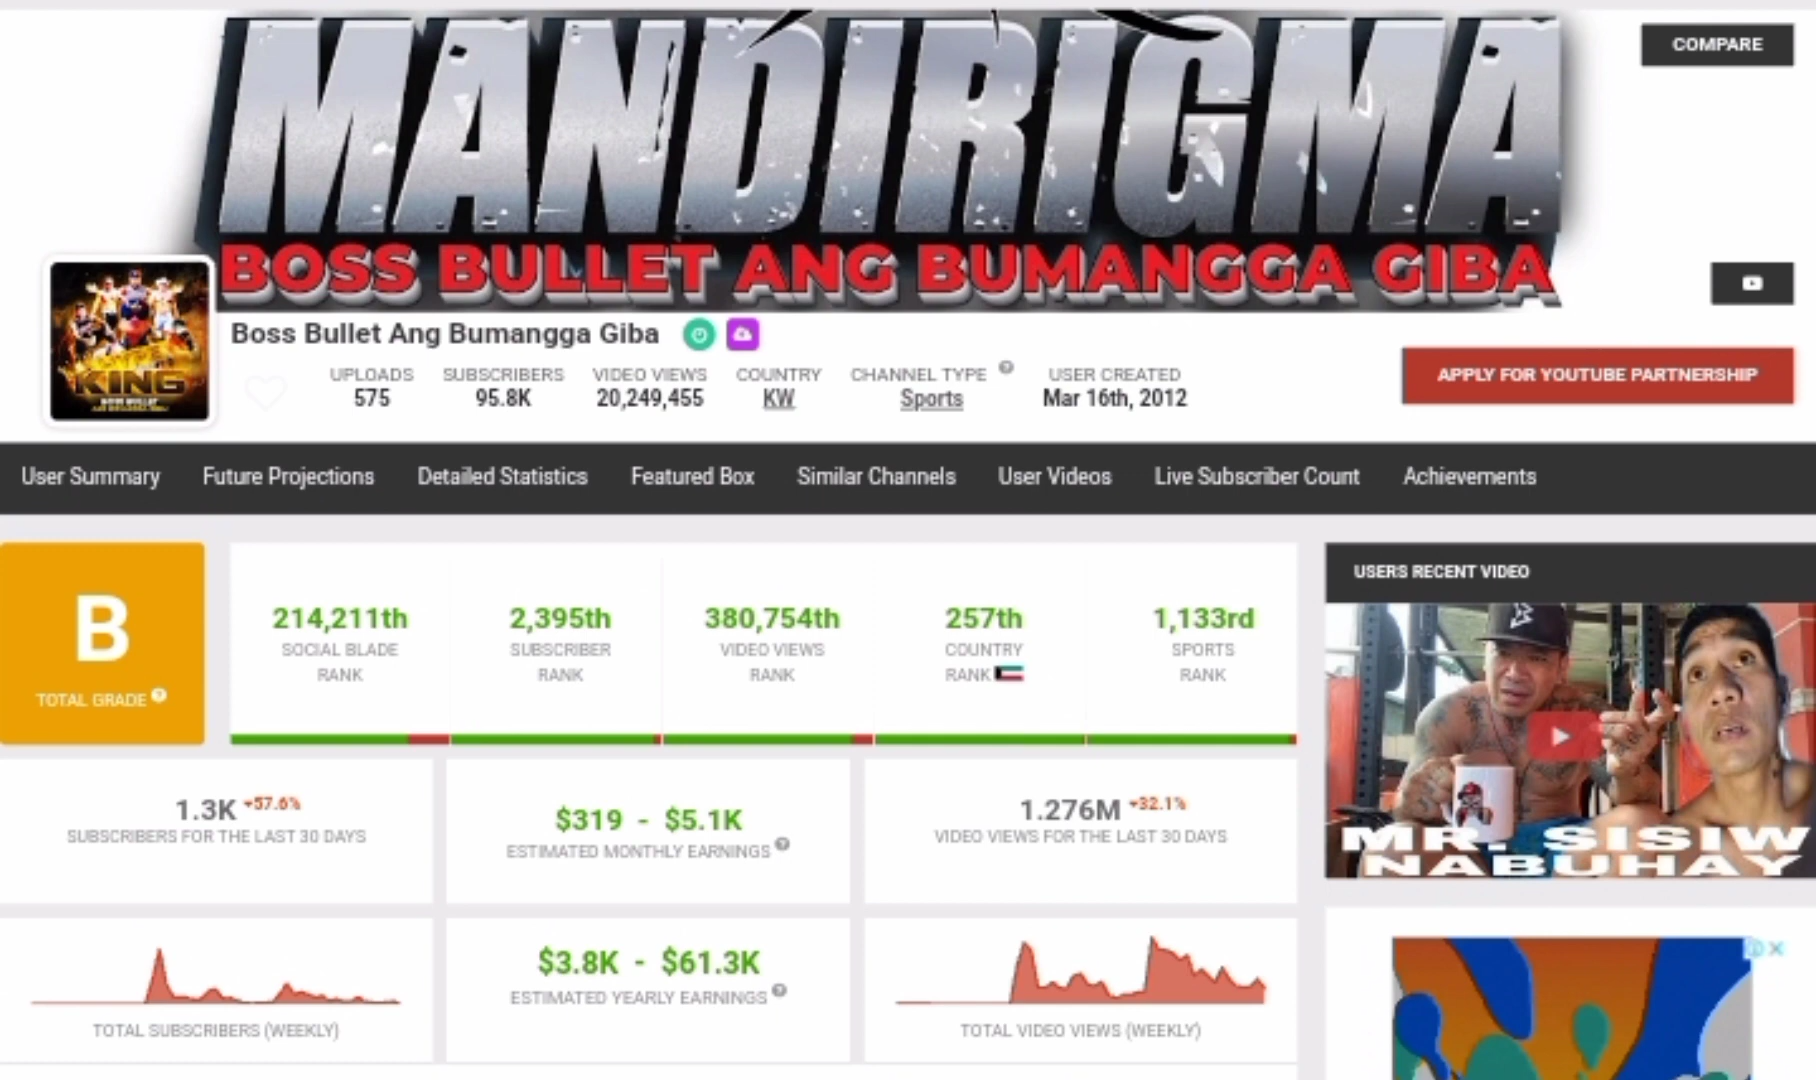 MANDIRIGMA
BOSS BULLET ANG BUMANGGA GIBA
COMPARE
KING
Boss Bullet Ang Bumangga Giba
UPLOADS
575
SUBSCRIBERS
95.8K
VIDEO VIEWS
20,249,455
COUNTRY
KW
CHANNEL TYPE
Sports
USER CREATED
Mar 16th, 2012
APPLY FOR YOUTUBE PARTNERSHIP
User Summary
Future Projections
Detailed Statistics
Featured Box
Similar Channels
User Videos
Live Subscriber Count
Achievements
B
TOTAL GRADE
214,211th
SOCIAL BLADE
RANK
2,395th
SUBSCRIBER
RANK
380,754th
VIDEO VIEWS
RANK
257th
COUNTRY
RANK
1,133rd
SPORTS
RANK
USERS RECENT VIDEO
MR. SISIW
NABUHAY
1.3K -57.6%
SUBSCRIBERS FOR THE LAST 30 DAYS
$319 - $5.1K
ESTIMATED MONTHLY EARNINGS
1.276M -32.1%
VIDEO VIEWS FOR THE LAST 30 DAYS
TOTAL SUBSCRIBERS (WEEKLY)
$3.8K - $61.3K
ESTIMATED YEARLY EARNINGS
TOTAL VIDEO VIEWS (WEEKLY)